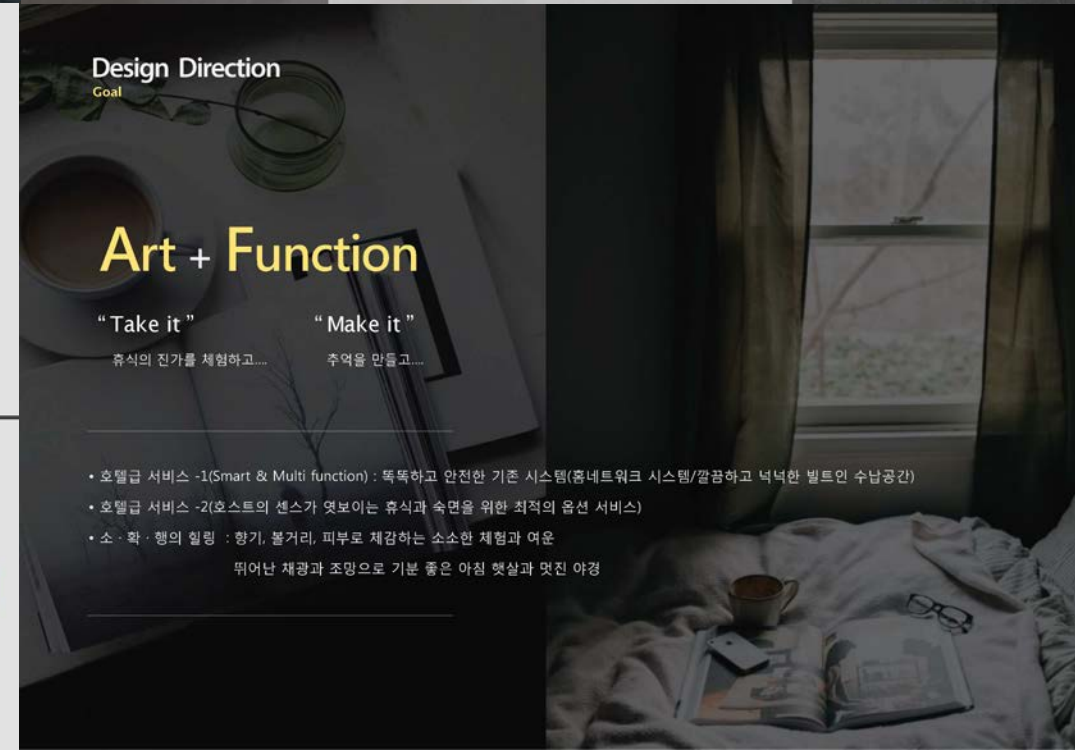 Design Direction
Goal
Art + Function
“ Take it ” “ Make it ”
휴식의 진가를 체험하고.... 추억을 만들고....
• 호텔급 서비스 -1(Smart & Multi function) : 똑똑하고 안전한 기존 시스템(홈네트워크 시스템/깔끔하고 넉넉한 빌트인 수납공간)
• 호텔급 서비스 -2(호스트의 센스가 엿보이는 휴식과 숙면을 위한 최적의 옵션 서비스)
• 소 · 확 · 행의 힐링 : 향기, 볼거리, 피부로 체감하는 소소한 체험과 여운
뛰어난 채광과 조망으로 기분 좋은 아침 햇살과 멋진 야경